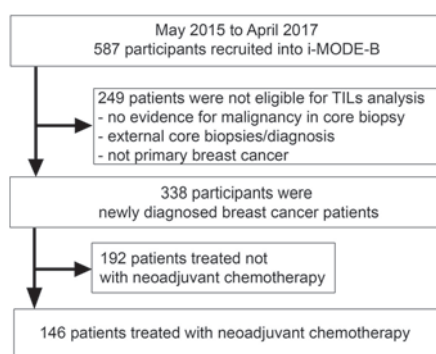 May 2015 to April 2017
587 participants recruited into i-MODE-B
249 patients were not eligible for TILs analysis
- no evidence for malignancy in core biopsy
- external core biopsies/diagnosis
- not primary breast cancer
338 participants were
newly diagnosed breast cancer patients
192 patients treated not
with neoadjuvant chemotherapy
146 patients treated with neoadjuvant chemotherapy